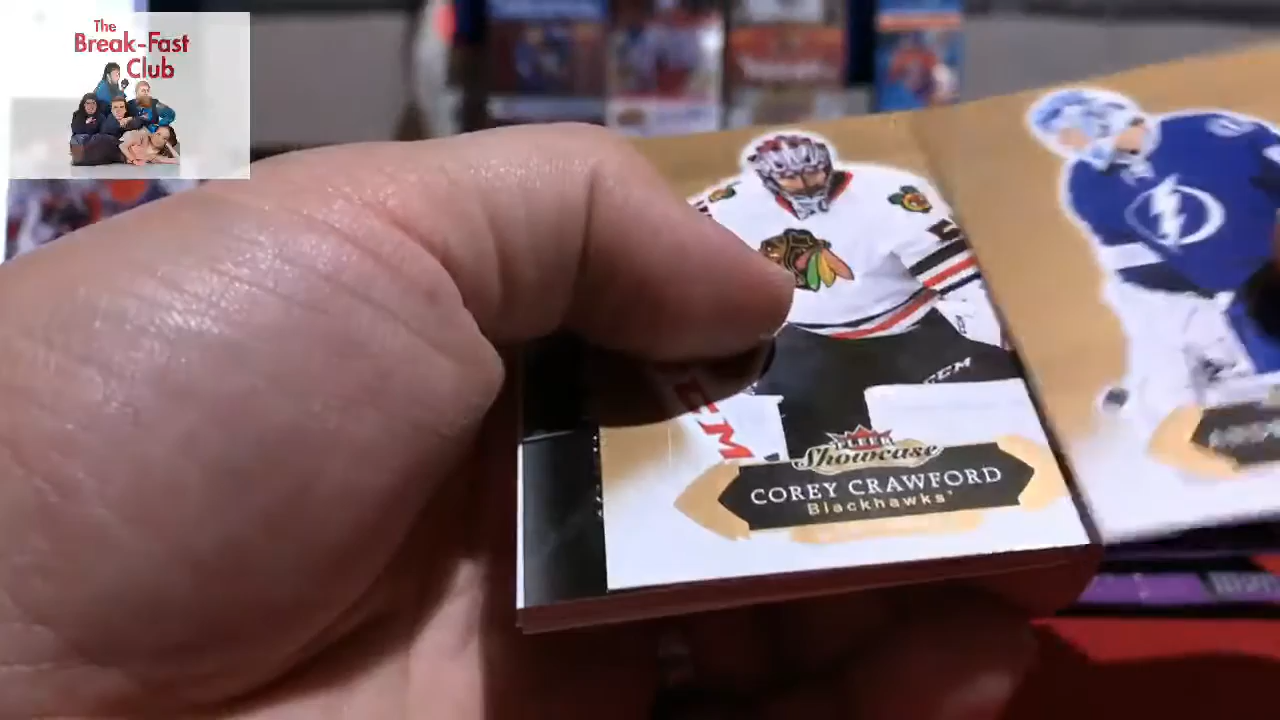 The
Break-Fast
Club
CCM
CCM
FLEER
Showcase
COREY CRAWFORD
Blackhawks